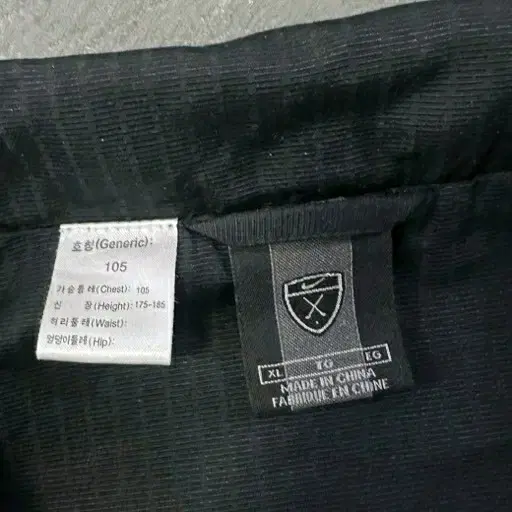 호칭(Generic):
105
가슴둘레(Chest): 105
신 장(Height): 175-185
허리둘레(Waist):
엉덩이둘레(Hip):
XL TG EG
MADE IN CHINA
FABRIQUÉ EN CHINE